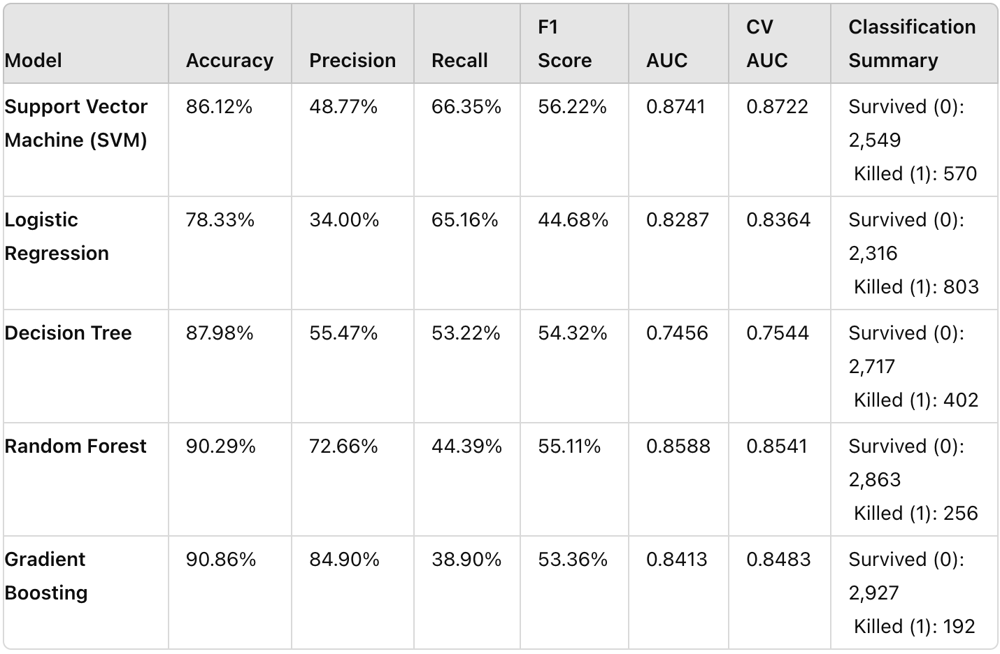 Model Accuracy Precision Recall F1 Score AUC CV AUC Classification Summary
Support Vector Machine (SVM) 86.12% 48.77% 66.35% 56.22% 0.8741 0.8722 Survived (0): 2,549 Killed (1): 570
Logistic Regression 78.33% 34.00% 65.16% 44.68% 0.8287 0.8364 Survived (0): 2,316 Killed (1): 803
Decision Tree 87.98% 55.47% 53.22% 54.32% 0.7456 0.7544 Survived (0): 2,717 Killed (1): 402
Random Forest 90.29% 72.66% 44.39% 55.11% 0.8588 0.8541 Survived (0): 2,863 Killed (1): 256
Gradient Boosting 90.86% 84.90% 38.90% 53.36% 0.8413 0.8483 Survived (0): 2,927 Killed (1): 192